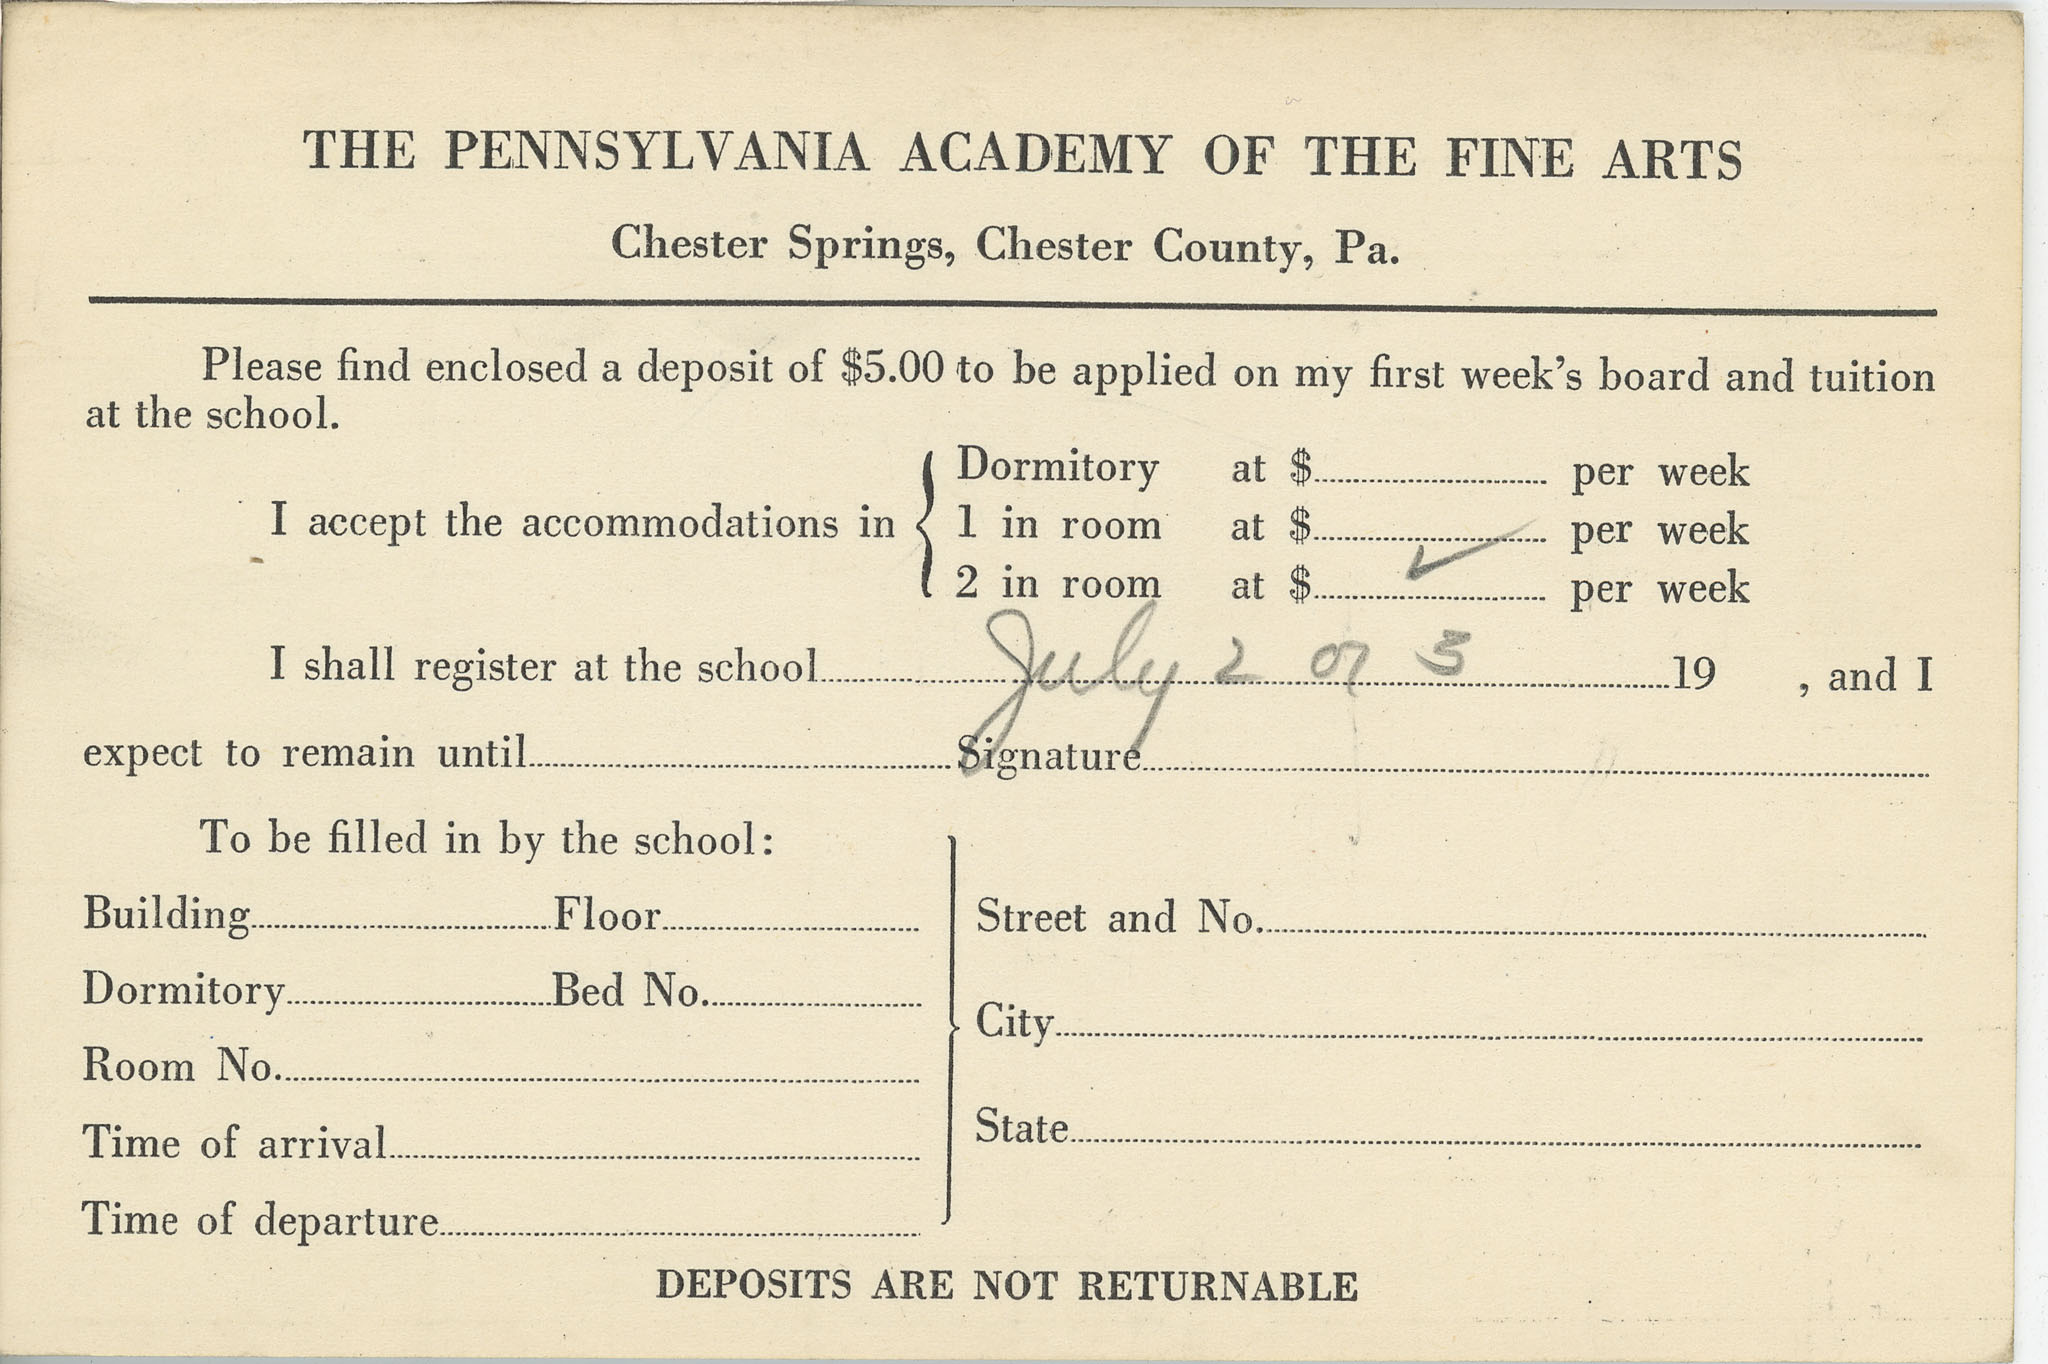 THE PENNSYLVANIA ACADEMY OF THE FINE ARTS
Chester Springs, Chester County, Pa.
Please find enclosed a deposit of $5.00 to be applied on my first week's board and tuition
at the school.
I accept the accommodations in { Dormitory at $.......... per week
1 in room at $.......... per week
2 in room at $.....✓..... per week
I shall register at the school.......... July 2 or 3 ..........19 , and I
expect to remain until..........Signature..........
To be filled in by the school:
Building..........Floor..........
Dormitory..........Bed No...........
Room No...........
Time of arrival..........
Time of departure..........
Street and No...........
City..........
State..........
DEPOSITS ARE NOT RETURNABLE